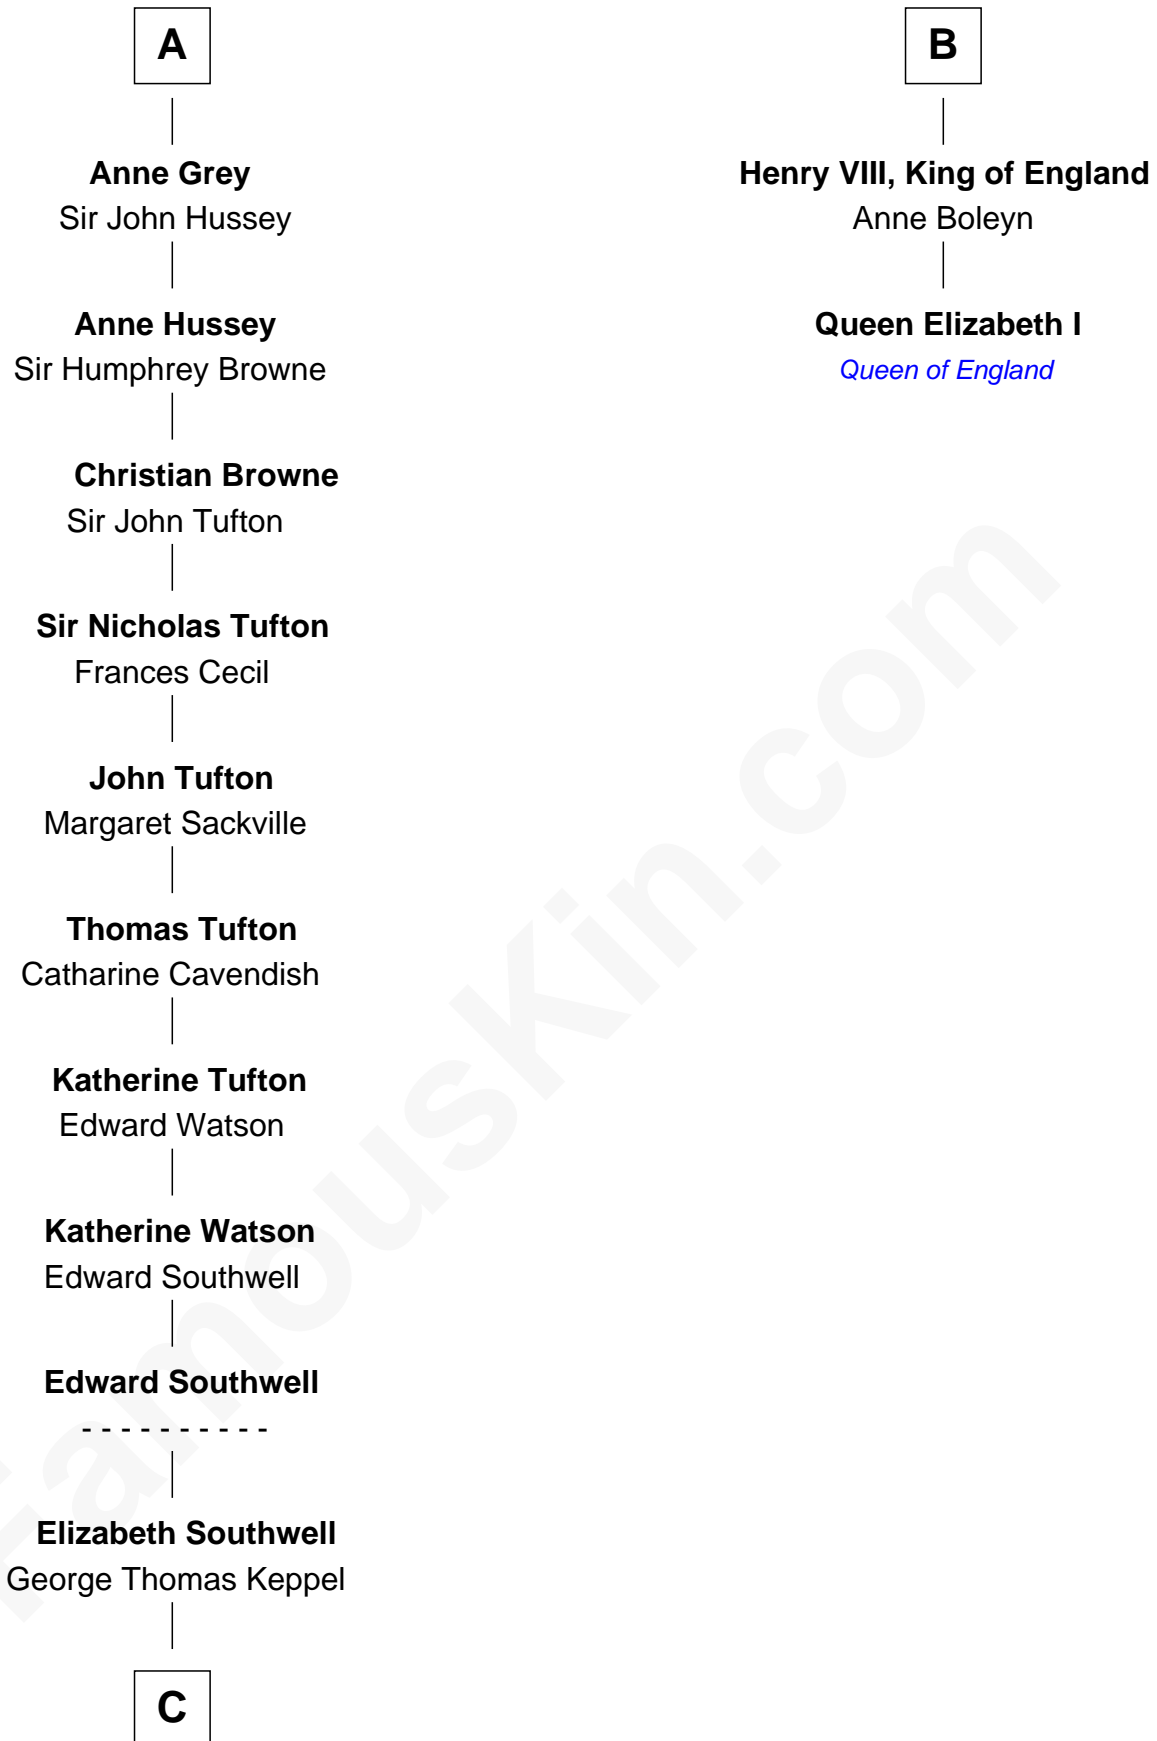 A
Anne Grey
Sir John Hussey
Anne Hussey
Sir Humphrey Browne
Christian Browne
Sir John Tufton
Sir Nicholas Tufton
Frances Cecil
John Tufton
Margaret Sackville
Thomas Tufton
Catharine Cavendish
Katherine Tufton
Edward Watson
Katherine Watson
Edward Southwell
Edward Southwell
- - - - - - - - - -
Elizabeth Southwell
George Thomas Keppel
C
B
Henry VIII, King of England
Anne Boleyn
Queen Elizabeth I
Queen of England
FamousKin.com